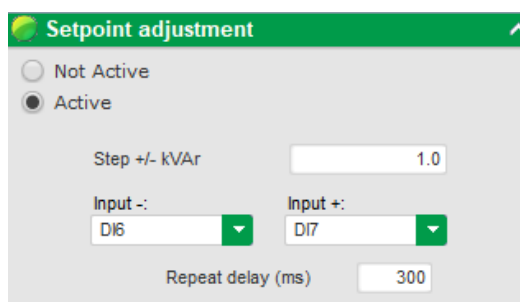 Setpoint adjustment
Not Active
Active
Step +/- kVAr 1.0
Input -: Input +:
DI6 DI7
Repeat delay (ms) 300